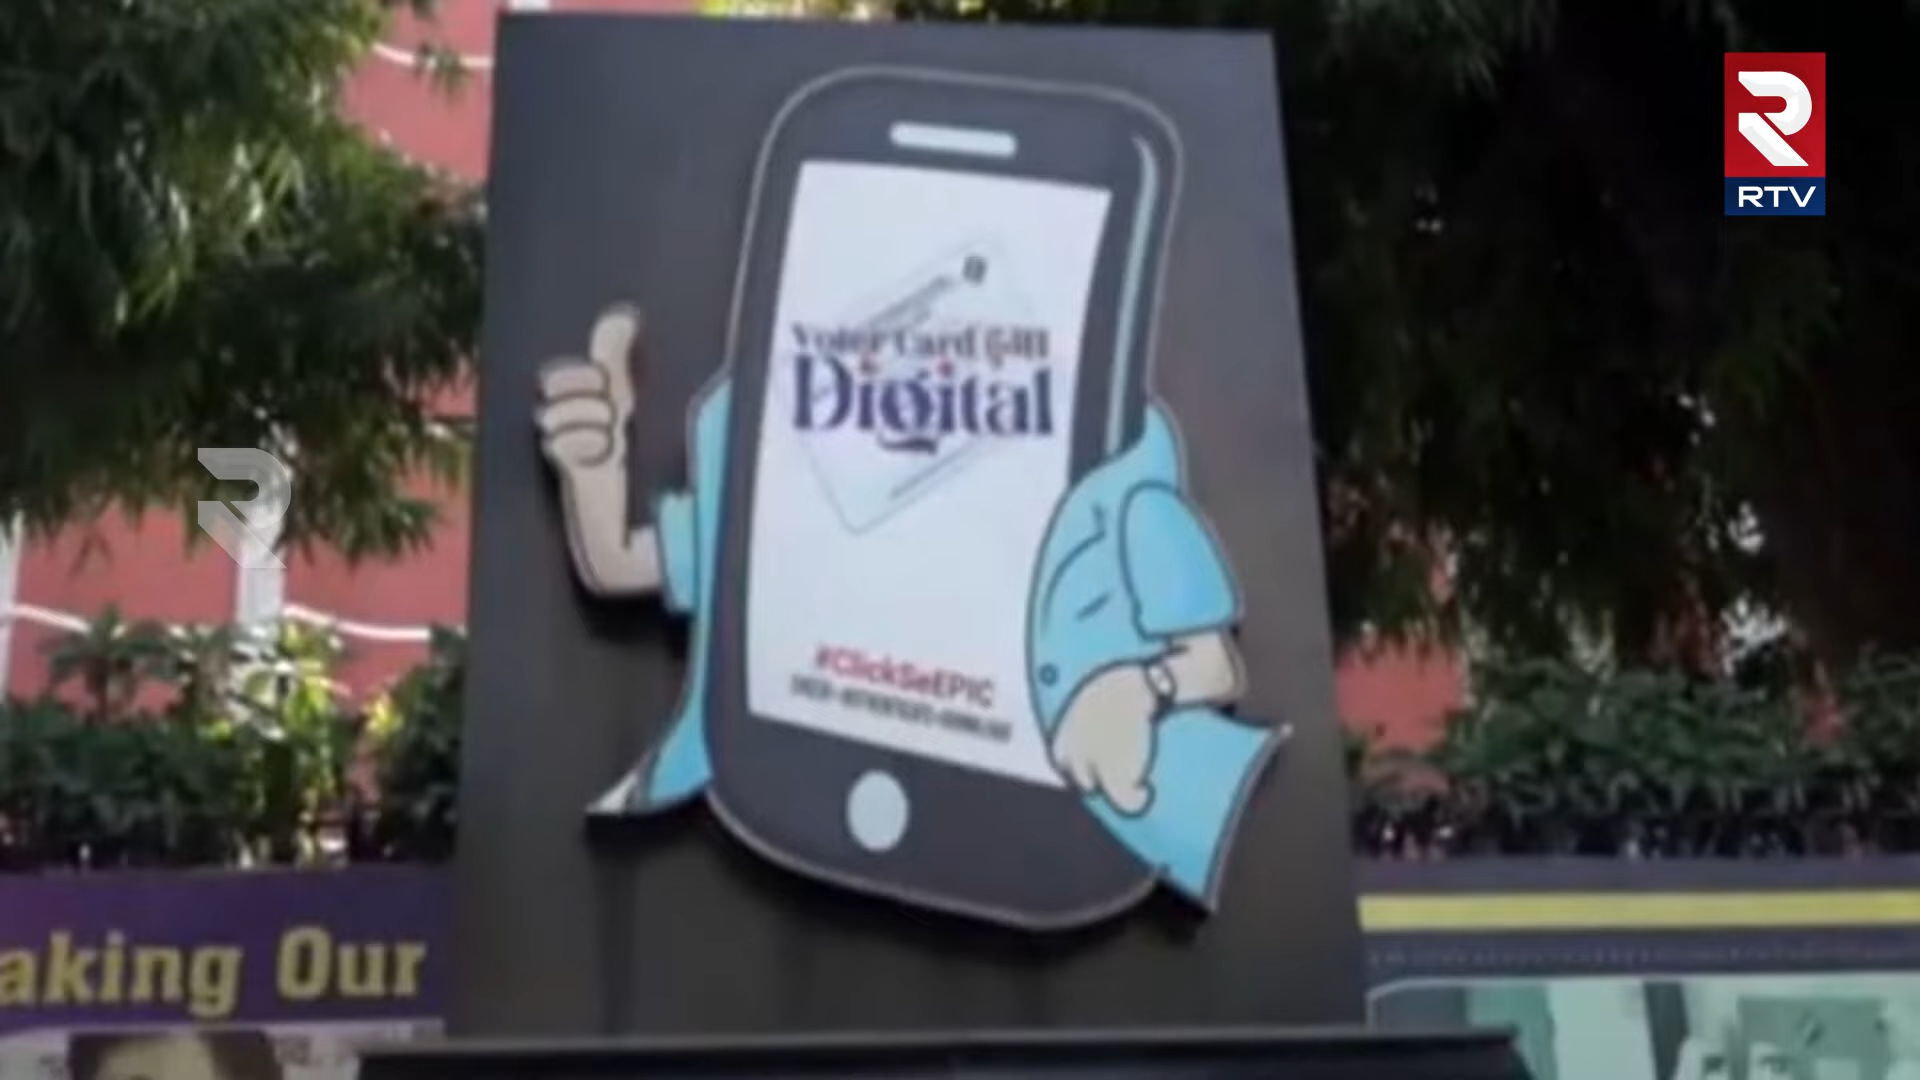 RTV
Voter Card हुआ
Digital
#ClickSeEPIC
aking Our